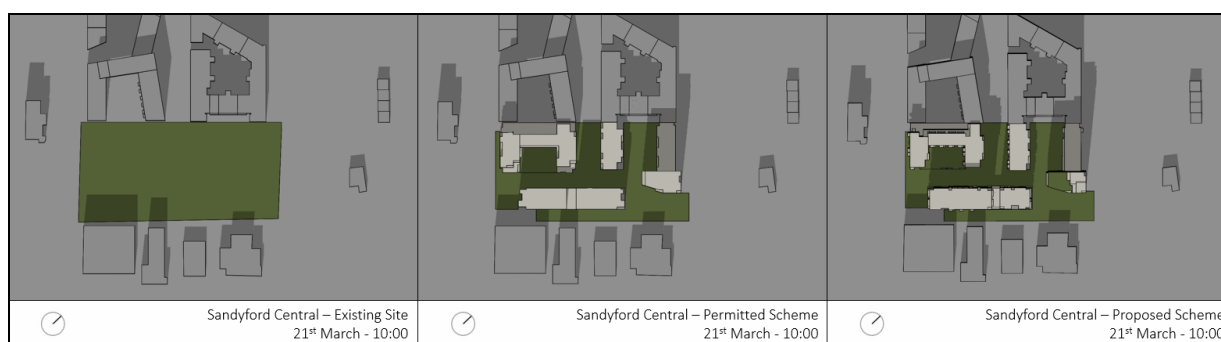 Sandyford Central – Existing Site
21st March - 10:00
Sandyford Central – Permitted Scheme
21st March - 10:00
Sandyford Central – Proposed Scheme
21st March - 10:00